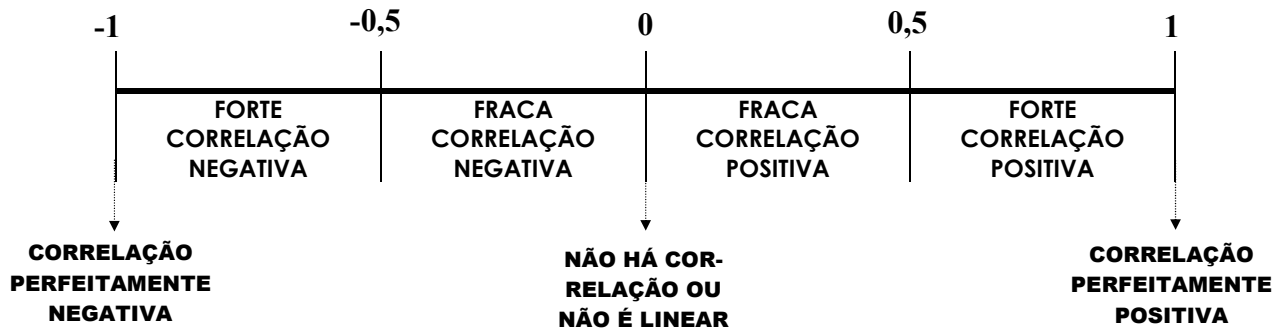 -1
-0,5
0
0,5
1
FORTE
CORRELAÇÃO
NEGATIVA
FRACA
CORRELAÇÃO
NEGATIVA
FRACA
CORRELAÇÃO
POSITIVA
FORTE
CORRELAÇÃO
POSITIVA
CORRELAÇÃO
PERFEITAMENTE
NEGATIVA
NÃO HÁ COR-
RELAÇÃO OU
NÃO É LINEAR
CORRELAÇÃO
PERFEITAMENTE
POSITIVA